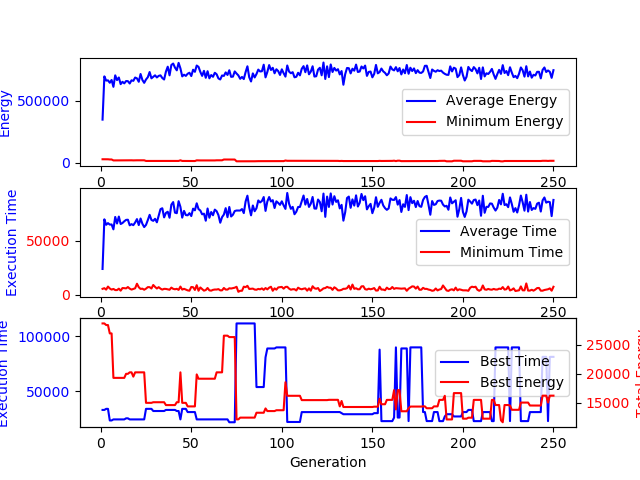 Energy
500000
0
Average Energy
Minimum Energy
0 50 100 150 200 250
Execution Time
50000
0
Average Time
Minimum Time
0 50 100 150 200 250
Execution Time
100000
50000
Best Time
Best Energy
25000
20000
15000
Total Energy
0 50 100 150 200 250
Generation